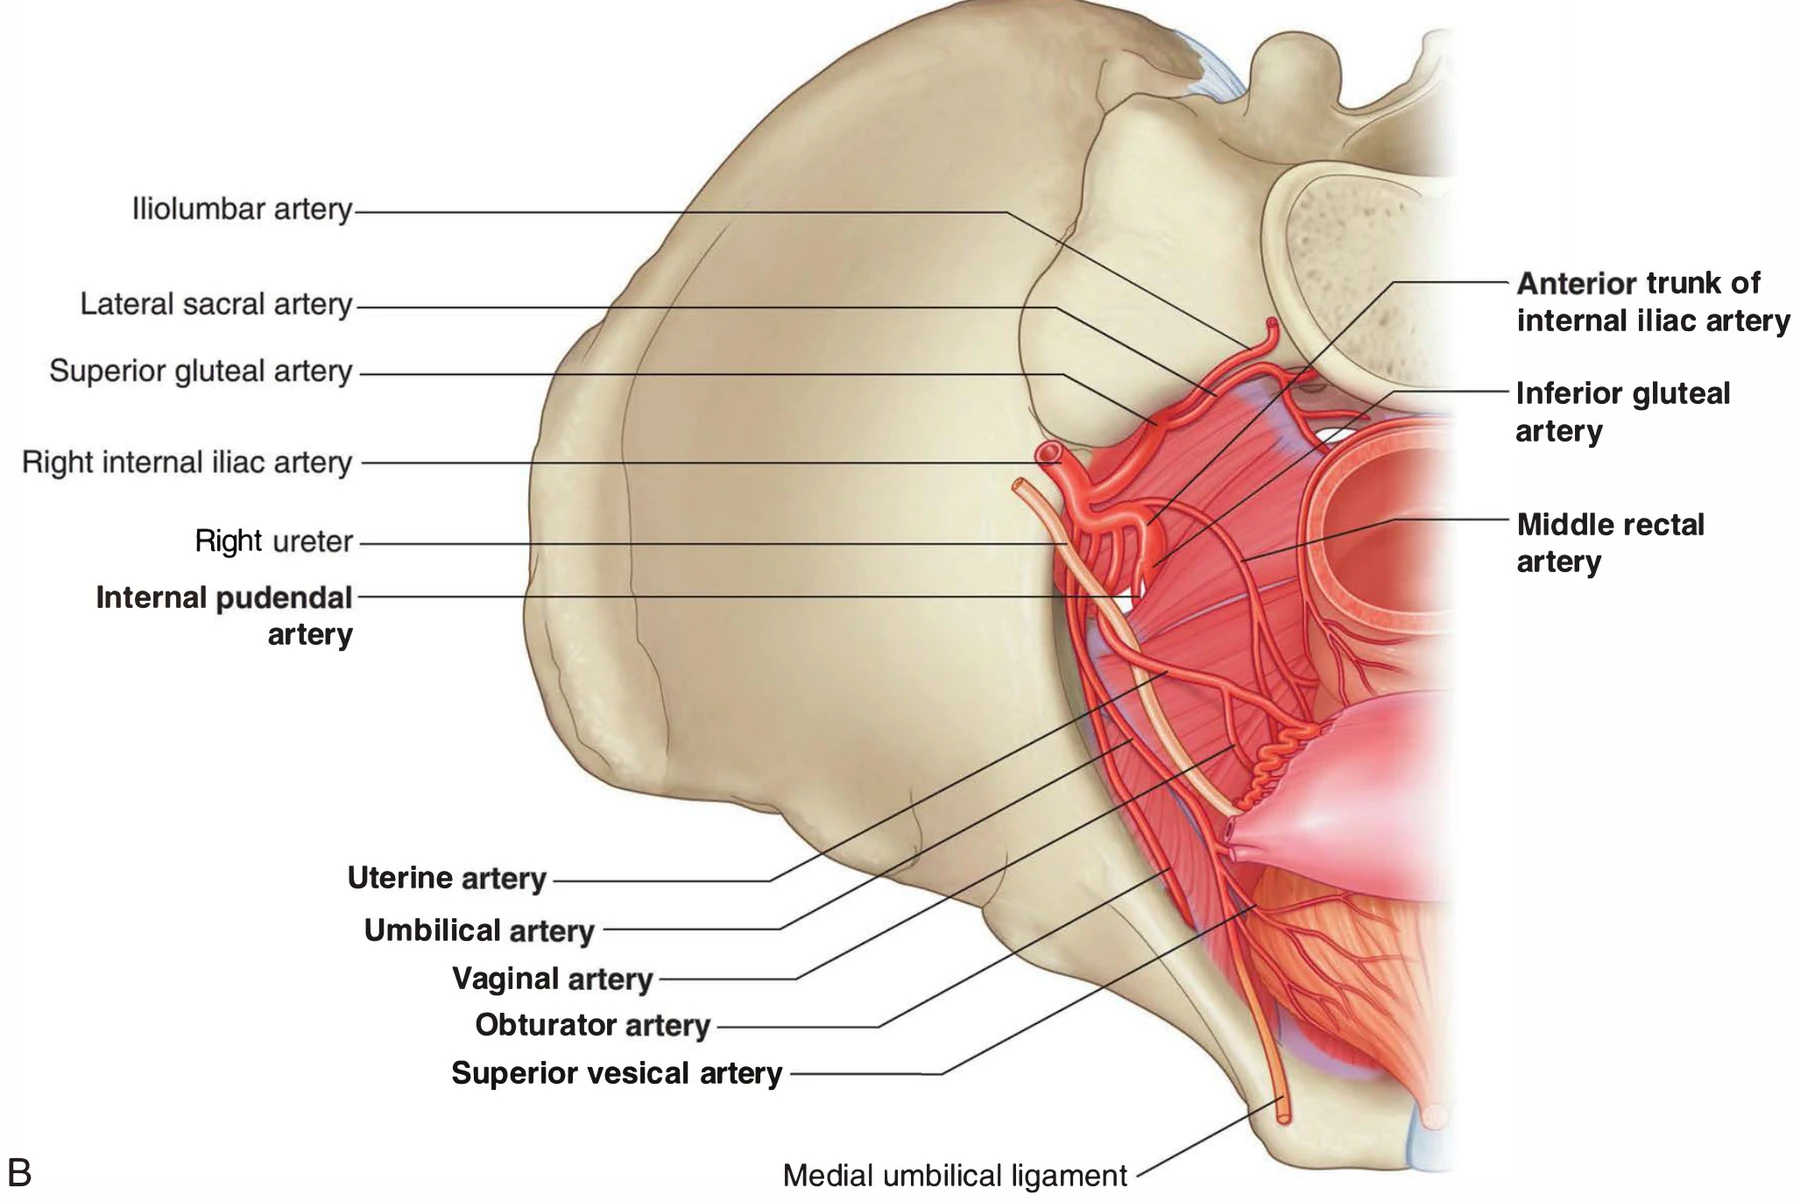 Iliolumbar artery
Lateral sacral artery
Superior gluteal artery
Right internal iliac artery
Right ureter
Internal pudendal
artery
Anterior trunk of
internal iliac artery
Inferior gluteal
artery
Middle rectal
artery
Uterine artery
Umbilical artery
Vaginal artery
Obturator artery
Superior vesical artery
Medial umbilical ligament
B